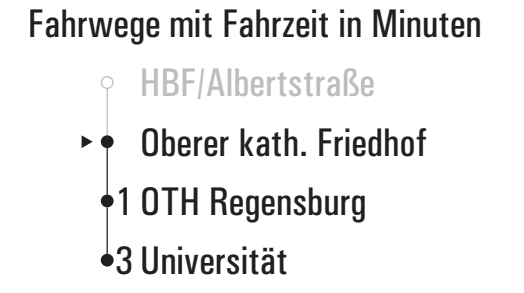 Fahrwege mit Fahrzeit in Minuten
HBF/Albertstraße
Oberer kath. Friedhof
1 OTH Regensburg
3 Universität